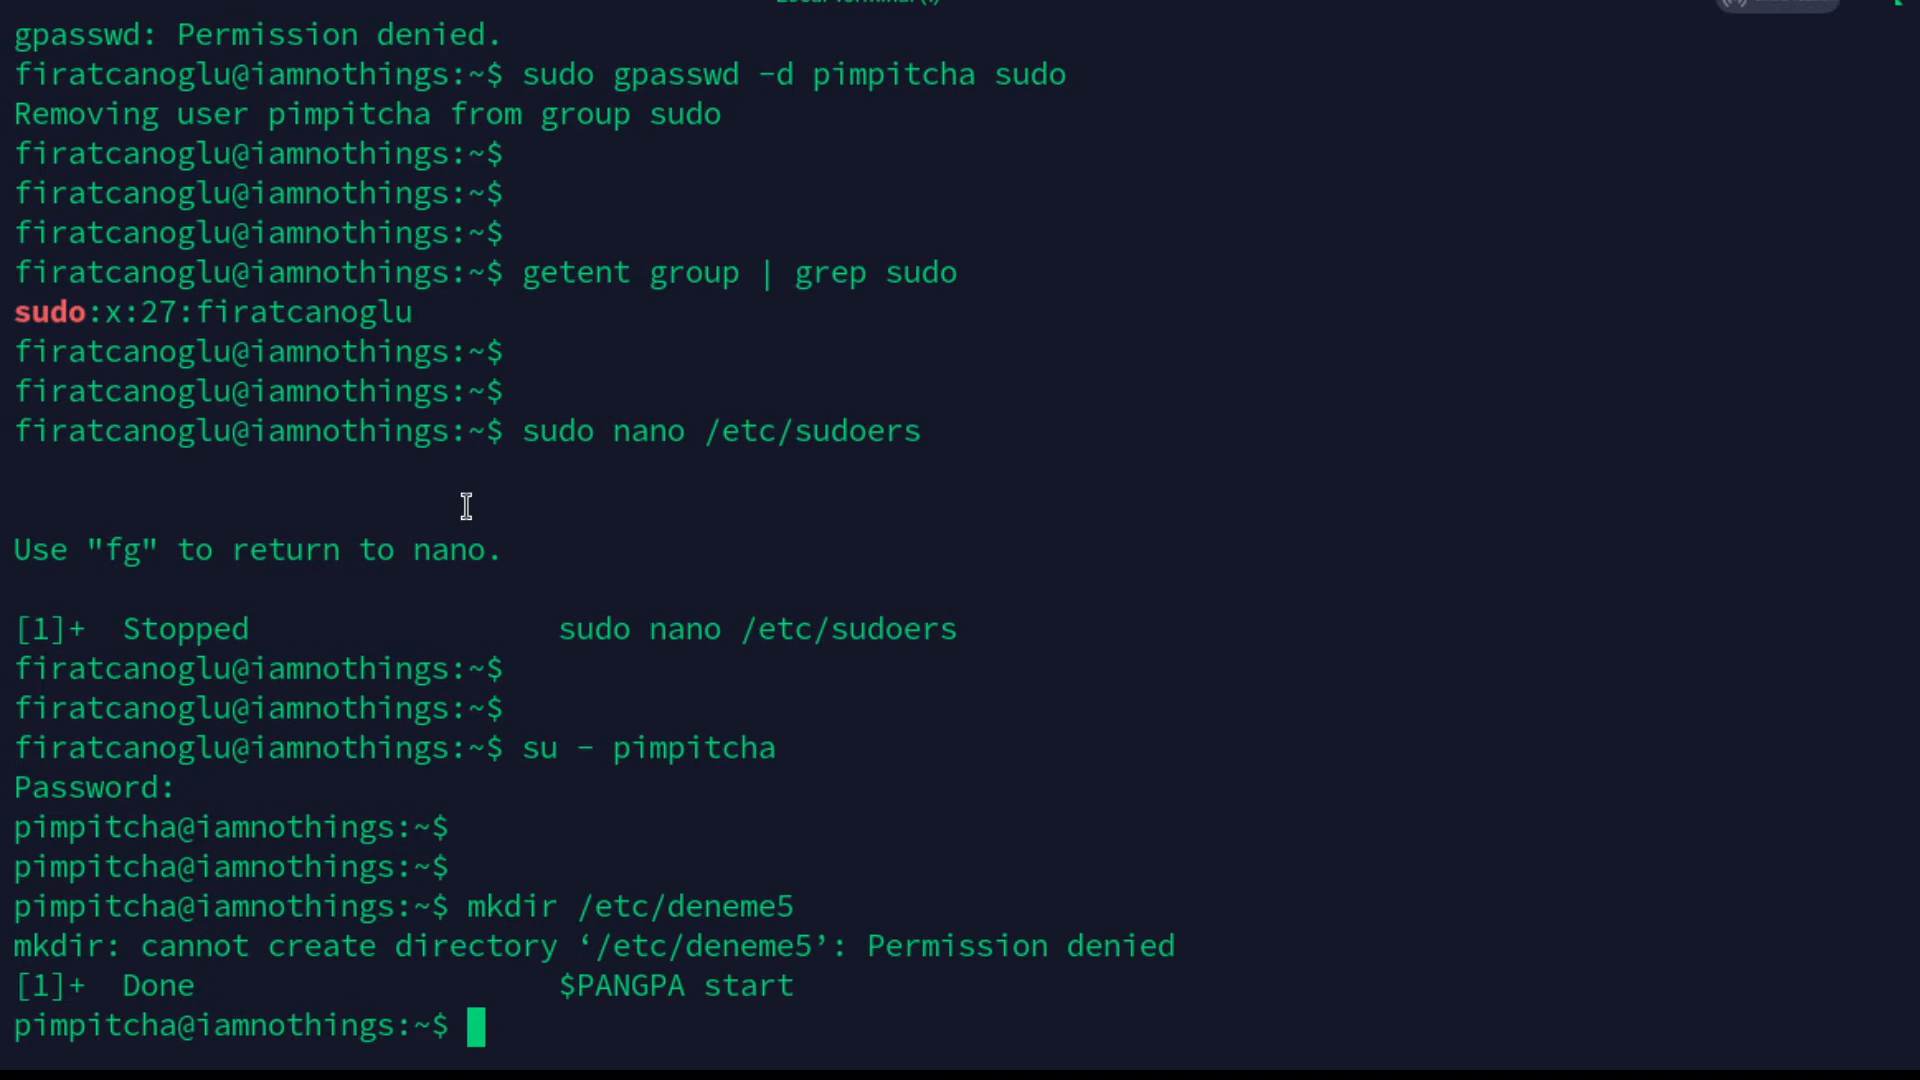 gpasswd: Permission denied.
firatcanoglu@iamnothings:~$ sudo gpasswd -d pimpitcha sudo
Removing user pimpitcha from group sudo
firatcanoglu@iamnothings:~$
firatcanoglu@iamnothings:~$
firatcanoglu@iamnothings:~$
firatcanoglu@iamnothings:~$ getent group | grep sudo
sudo:x:27:firatcanoglu
firatcanoglu@iamnothings:~$
firatcanoglu@iamnothings:~$
firatcanoglu@iamnothings:~$ sudo nano /etc/sudoers
Use "fg" to return to nano.
[1]+  Stopped                 sudo nano /etc/sudoers
firatcanoglu@iamnothings:~$
firatcanoglu@iamnothings:~$
firatcanoglu@iamnothings:~$ su - pimpitcha
Password:
pimpitcha@iamnothings:~$
pimpitcha@iamnothings:~$
pimpitcha@iamnothings:~$ mkdir /etc/deneme5
mkdir: cannot create directory ‘/etc/deneme5’: Permission denied
[1]+  Done                    $PANGPA start
pimpitcha@iamnothings:~$